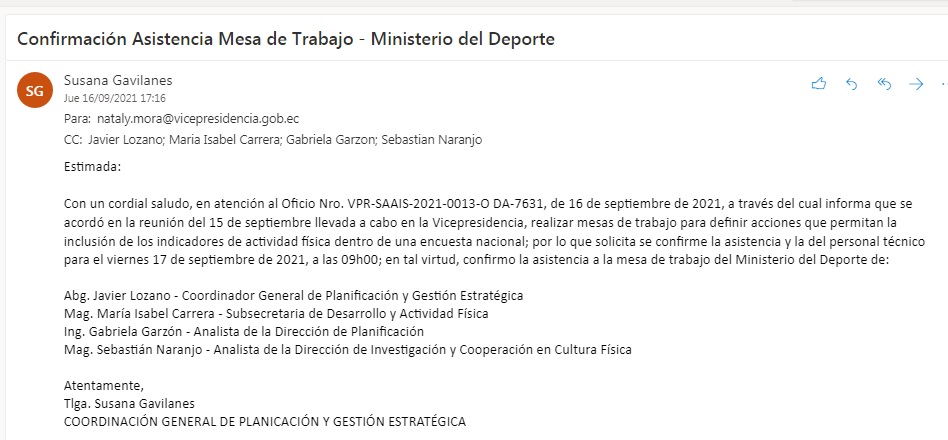 Confirmación Asistencia Mesa de Trabajo - Ministerio del Deporte
SG
Susana Gavilanes
Jue 16/09/2021 17:16
Para: nataly.mora@vicepresidencia.gob.ec
CC: Javier Lozano; Maria Isabel Carrera; Gabriela Garzon; Sebastian Naranjo
Estimada:
Con un cordial saludo, en atención al Oficio Nro. VPR-SAAIS-2021-0013-O DA-7631, de 16 de septiembre de 2021, a través del cual informa que se
acordó en la reunión del 15 de septiembre llevada a cabo en la Vicepresidencia, realizar mesas de trabajo para definir acciones que permitan la
inclusión de los indicadores de actividad física dentro de una encuesta nacional; por lo que solicita se confirme la asistencia y la del personal técnico
para el viernes 17 de septiembre de 2021, a las 09h00; en tal virtud, confirmo la asistencia a la mesa de trabajo del Ministerio del Deporte de:
Abg. Javier Lozano - Coordinador General de Planificación y Gestión Estratégica
Mag. María Isabel Carrera - Subsecretaria de Desarrollo y Actividad Física
Ing. Gabriela Garzón - Analista de la Dirección de Planificación
Mag. Sebastián Naranjo - Analista de la Dirección de Investigación y Cooperación en Cultura Física
Atentamente,
Tlga. Susana Gavilanes
COORDINACIÓN GENERAL DE PLANICACIÓN Y GESTIÓN ESTRATÉGICA